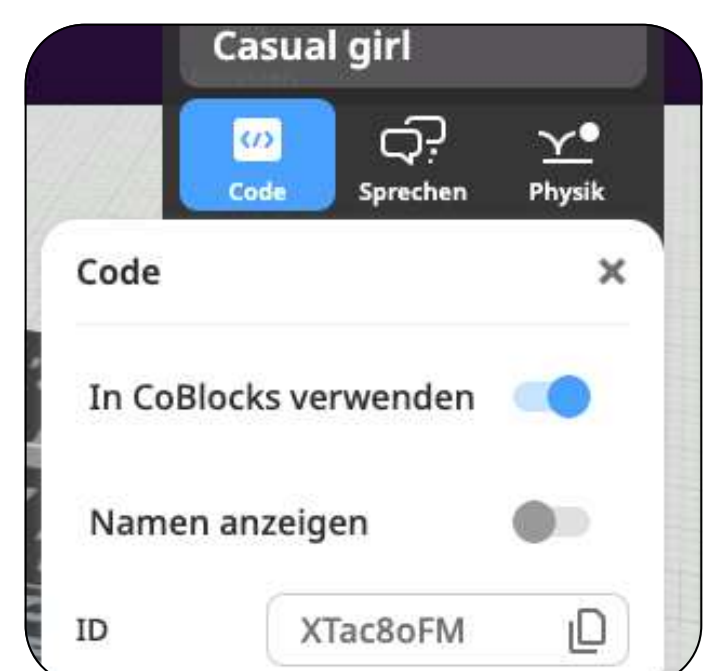 Casual girl
Code Sprechen Physik
Code
In CoBlocks verwenden
Namen anzeigen
ID XTac8oFM